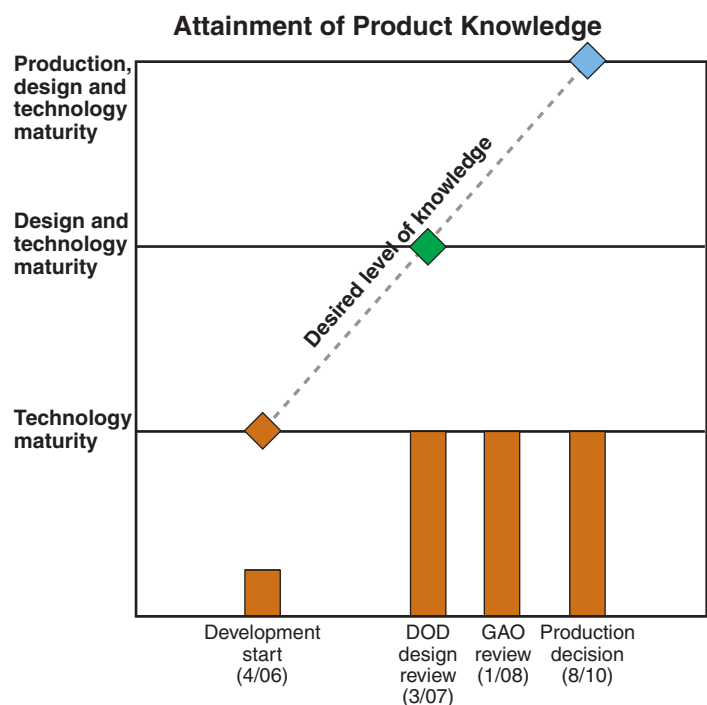 Attainment of Product Knowledge
Production,
design and
technology
maturity
Design and
technology
maturity
Technology
maturity
Desired level of knowledge
Development
start
(4/06)
DOD
design
review
(3/07)
GAO
review
(1/08)
Production
decision
(8/10)